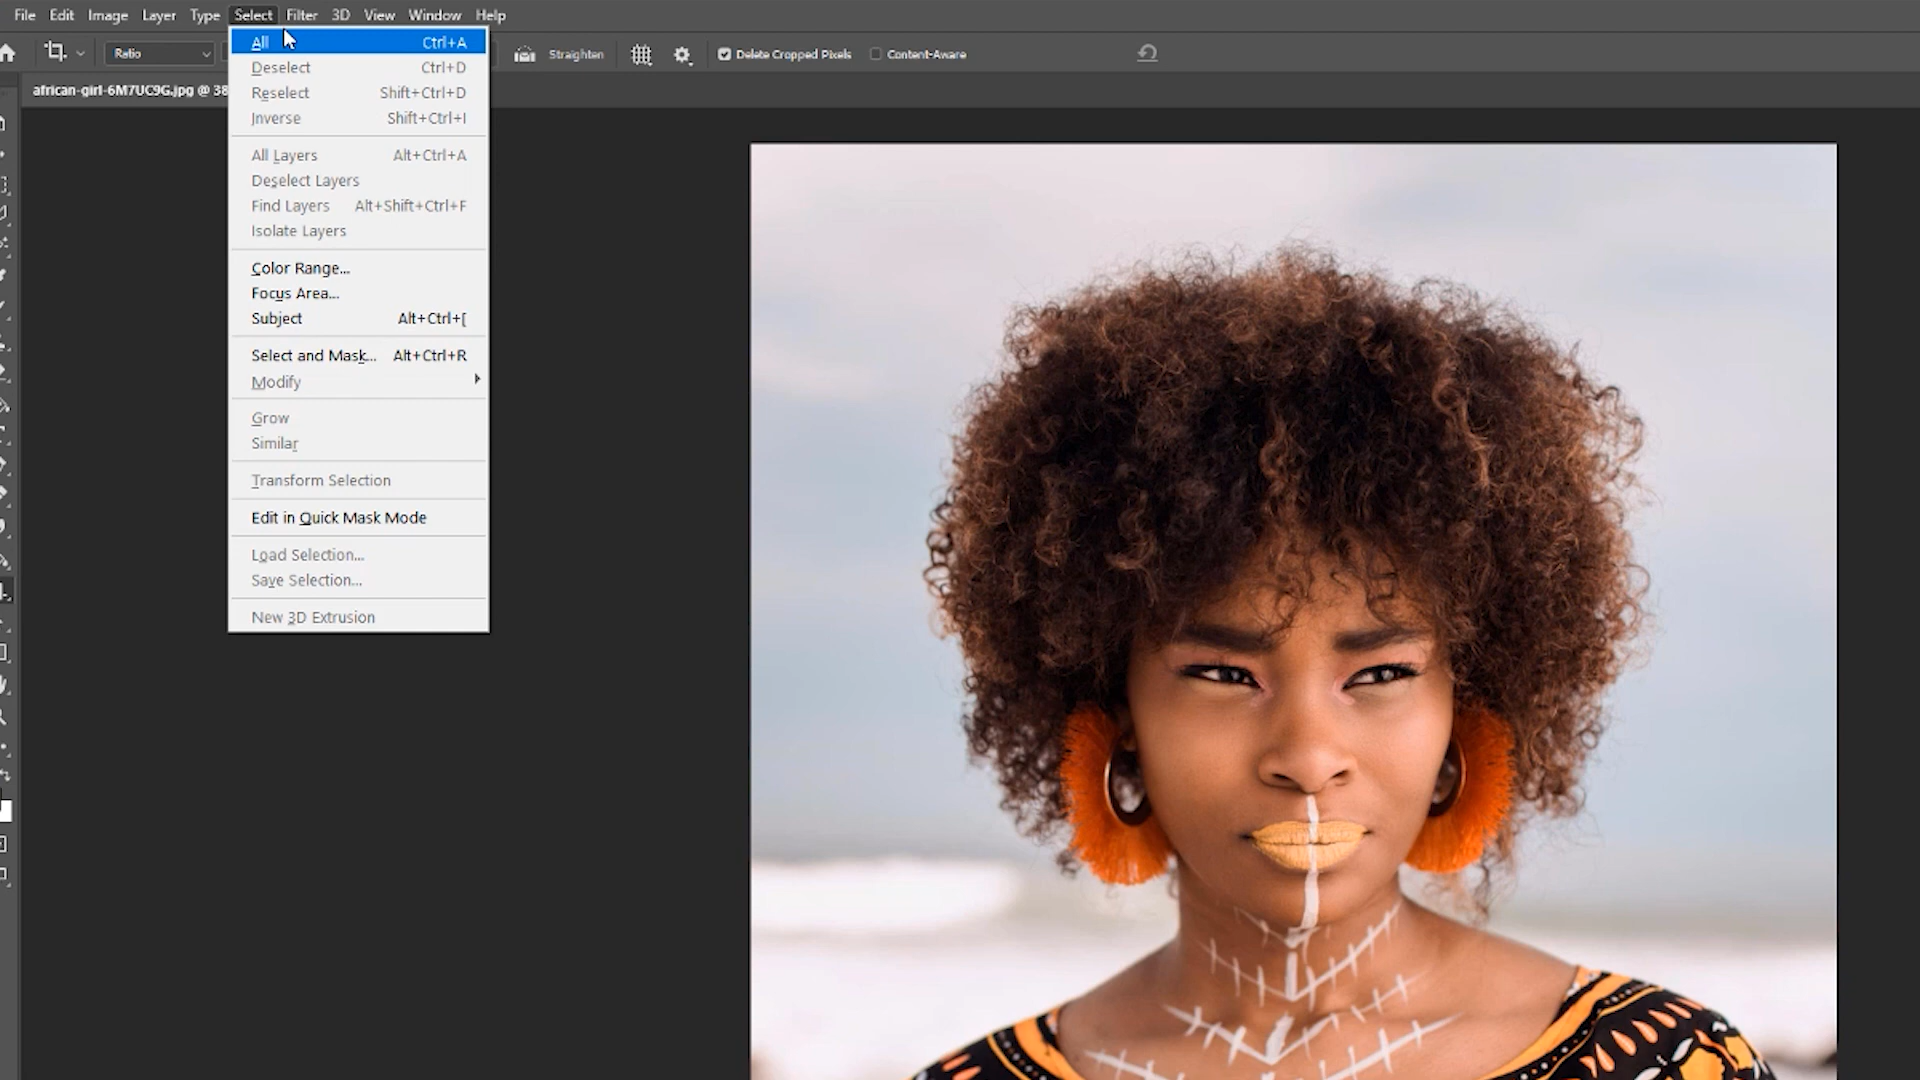 File Edit Image Layer Type Select Filter 3D View Window Help
Ratio Straighten Delete Cropped Pixels Content-Aware
african-girl-6M7UC9G.jpg @ 38
All Ctrl+A
Deselect Ctrl+D
Reselect Shift+Ctrl+D
Inverse Shift+Ctrl+I
All Layers Alt+Ctrl+A
Deselect Layers
Find Layers Alt+Shift+Ctrl+F
Isolate Layers
Color Range...
Focus Area...
Subject Alt+Ctrl+[
Select and Mask... Alt+Ctrl+R
Modify
Grow
Similar
Transform Selection
Edit in Quick Mask Mode
Load Selection...
Save Selection...
New 3D Extrusion